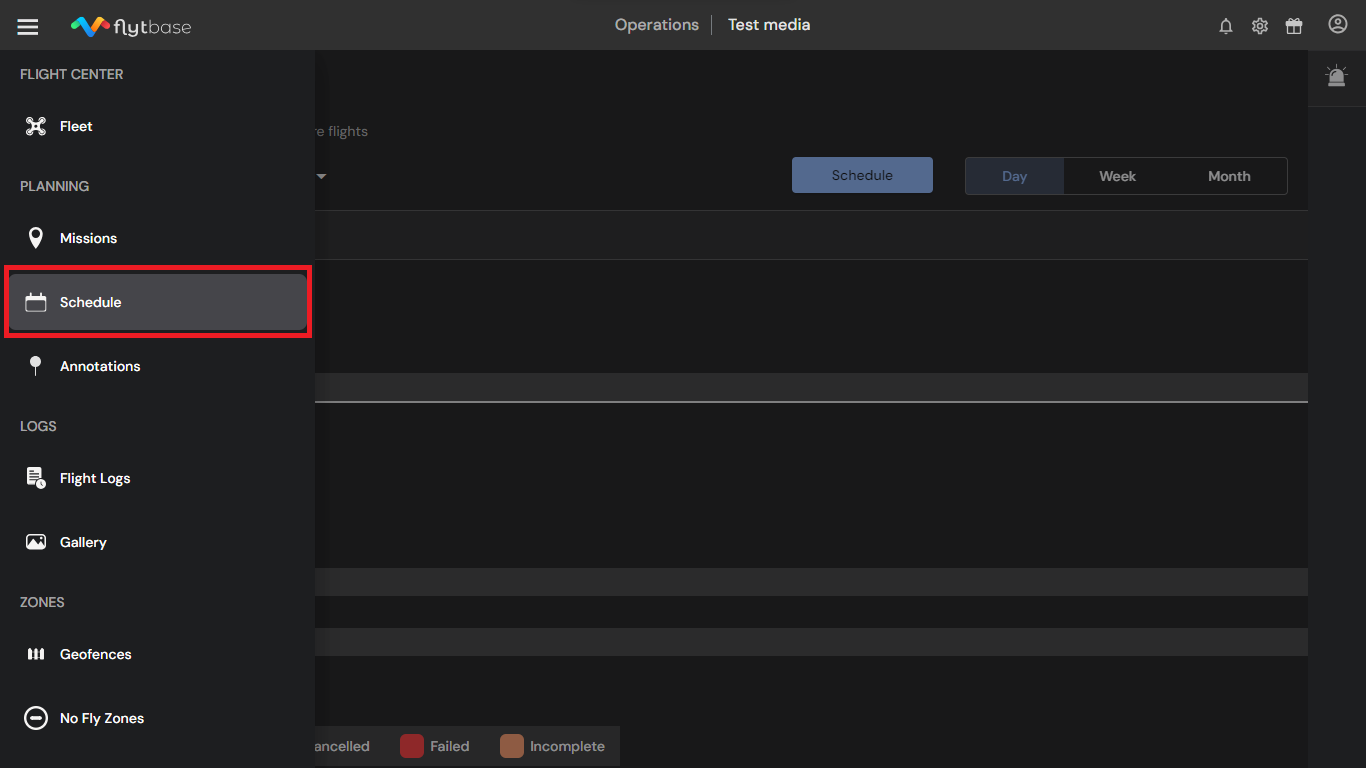 flytbase
Operations
Test media
FLIGHT CENTER
Fleet
PLANNING
Missions
Schedule
Annotations
LOGS
Flight Logs
Gallery
ZONES
Geofences
No Fly Zones
re flights
Schedule
Day
Week
Month
ancelled
Failed
Incomplete